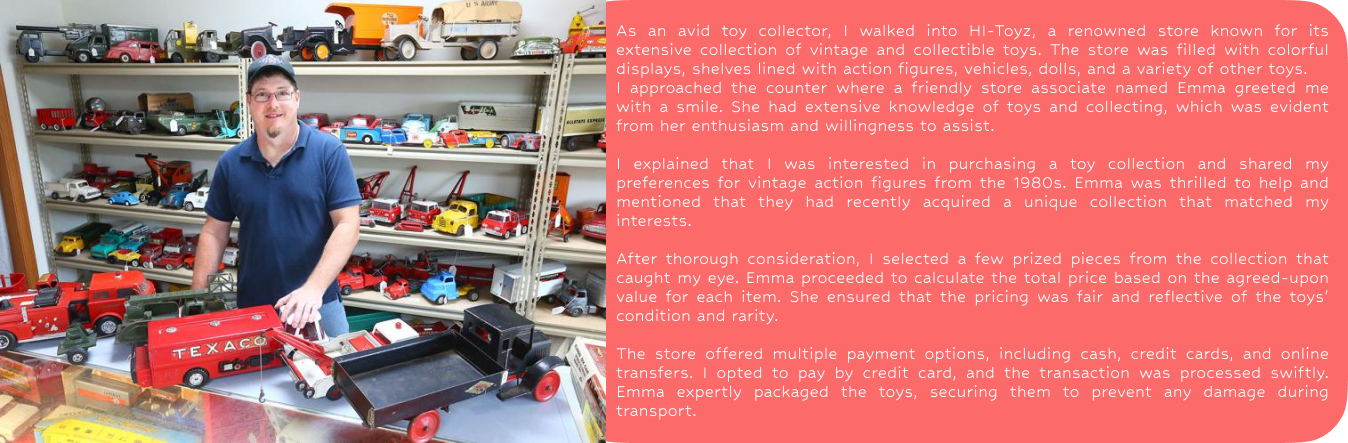 U.S. ARMY
As an avid toy collector, I walked into HI-Toyz, a renowned store known for its
extensive collection of vintage and collectible toys. The store was filled with colorful
displays, shelves lined with action figures, vehicles, dolls, and a variety of other toys.
I approached the counter where a friendly store associate named Emma greeted me
with a smile. She had extensive knowledge of toys and collecting, which was evident
from her enthusiasm and willingness to assist.
I explained that I was interested in purchasing a toy collection and shared my
preferences for vintage action figures from the 1980s. Emma was thrilled to help and
mentioned that they had recently acquired a unique collection that matched my
interests.
After thorough consideration, I selected a few prized pieces from the collection that
caught my eye. Emma proceeded to calculate the total price based on the agreed-upon
value for each item. She ensured that the pricing was fair and reflective of the toys'
condition and rarity.
The store offered multiple payment options, including cash, credit cards, and online
transfers. I opted to pay by credit card, and the transaction was processed swiftly.
Emma expertly packaged the toys, securing them to prevent any damage during
transport.
TEXACO